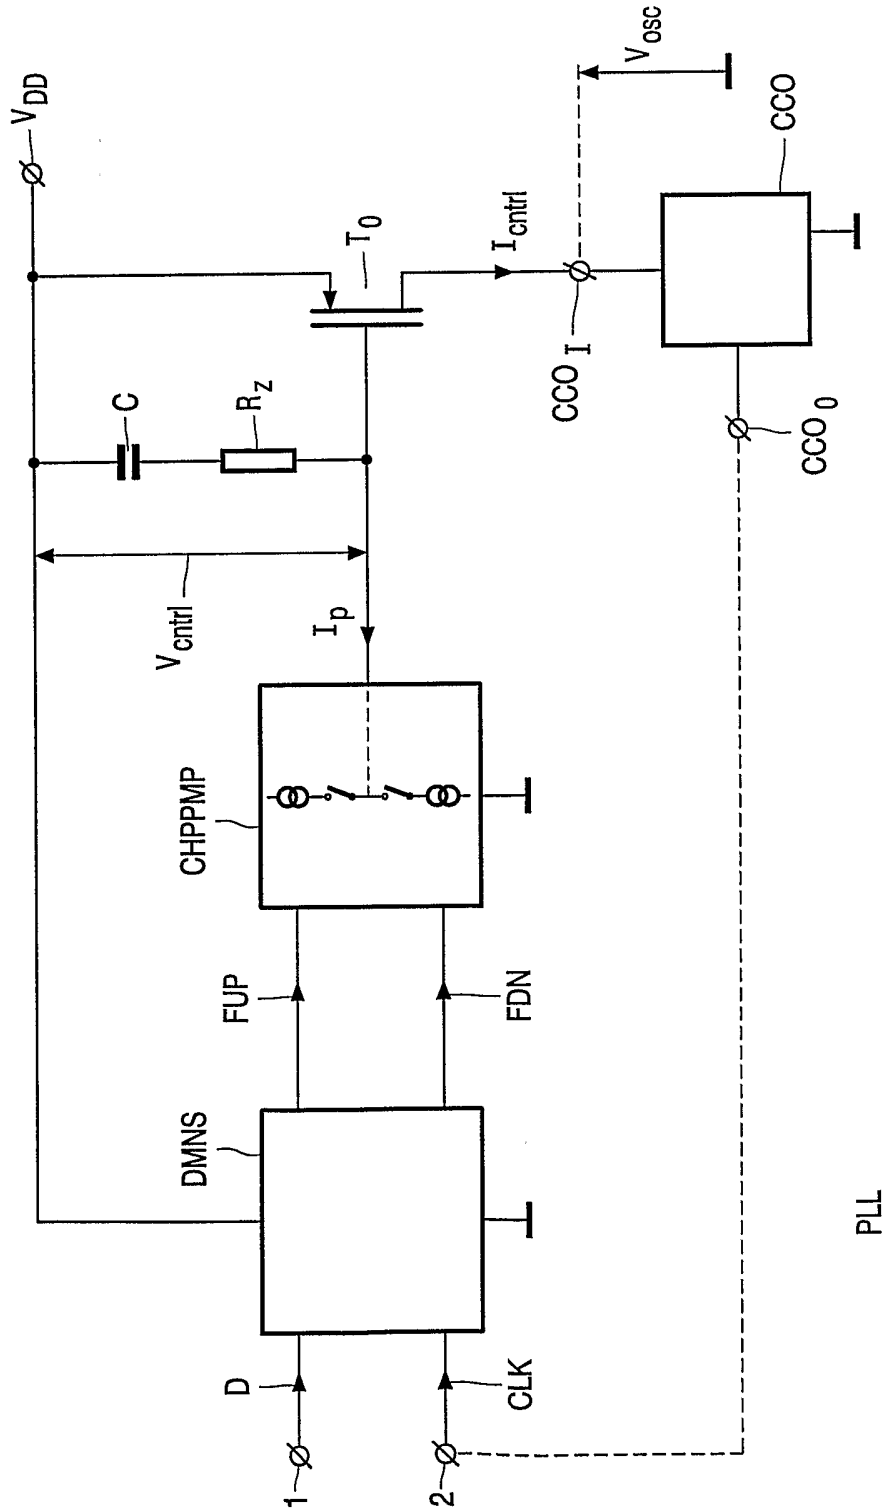 V_DD
C
R_Z
T_0
V_cntrl
I_p
I_cntrl
V_osc
CCO_I
CCO
CCO_0
CHPPMP
FUP
FDN
DMNS
D
CLK
1
2
PLL